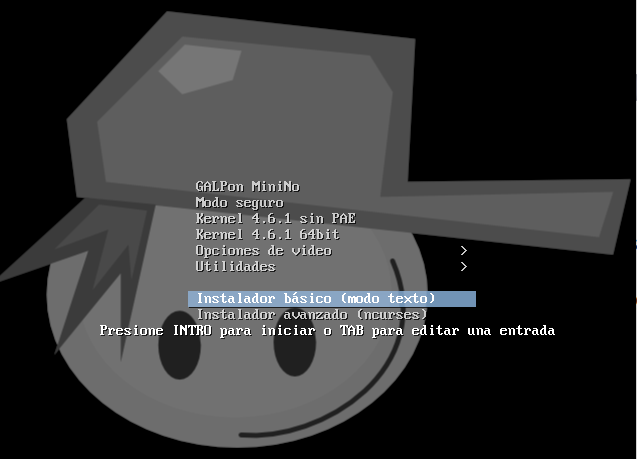 GALPon MiniNo
Modo seguro
Kernel 4.6.1 sin PAE
Kernel 4.6.1 64bit
Opciones de video >
Utilidades >
Instalador básico (modo texto)
Instalador avanzado (ncurses)
Presione INTRO para iniciar o TAB para editar una entrada